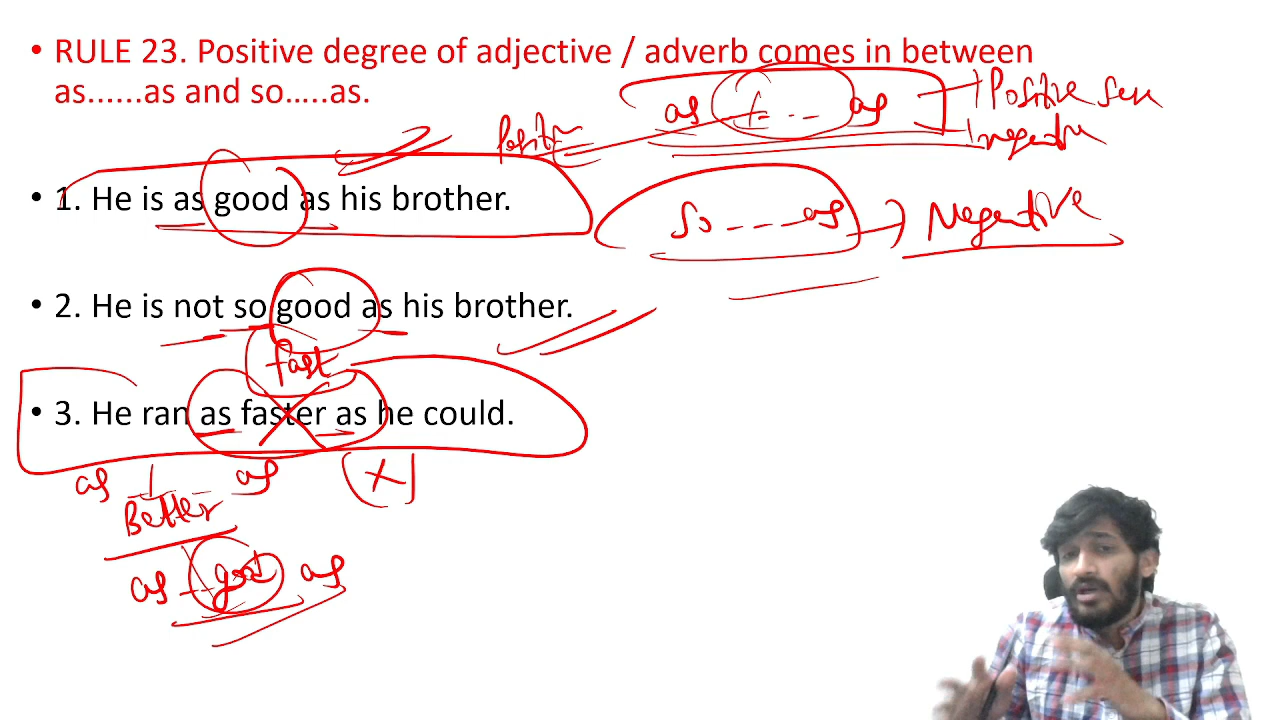 • RULE 23. Positive degree of adjective / adverb comes in between
as......as and so.....as.
as ... as → Positive
Positive
• 1. He is as good as his brother.
so --- as → Negative
• 2. He is not so good as his brother.
fast
• 3. He ran as faster as he could.
as -- as (X)
Better
as good as